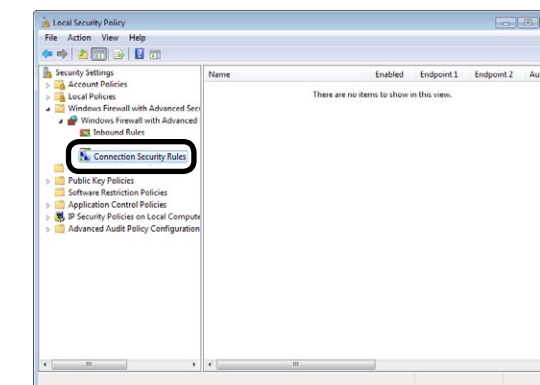 Local Security Policy
File Action View Help
Security Settings
Account Policies
Local Policies
Windows Firewall with Advanced Secu
Windows Firewall with Advanced
Inbound Rules
Connection Security Rules
Public Key Policies
Software Restriction Policies
Application Control Policies
IP Security Policies on Local Compute
Advanced Audit Policy Configuration
Name Enabled Endpoint 1 Endpoint 2 Au
There are no items to show in this view.